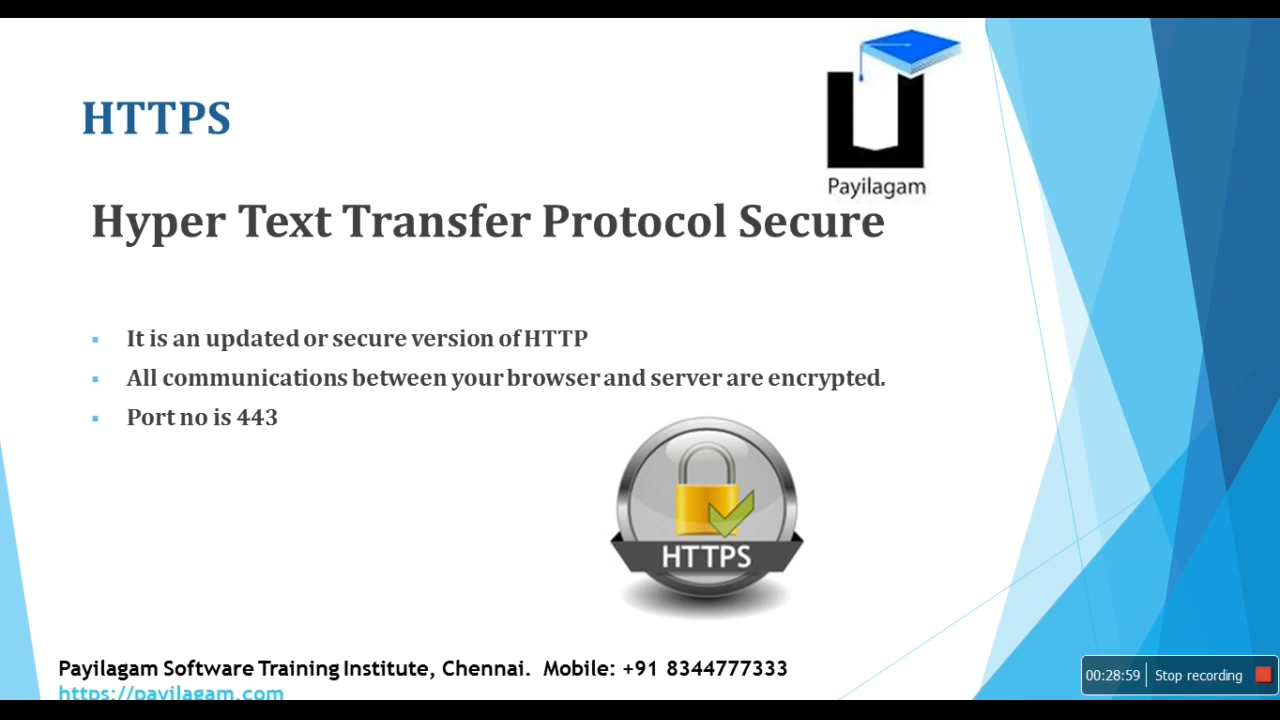 HTTPS
Payilagam
Hyper Text Transfer Protocol Secure
It is an updated or secure version of HTTP
All communications between your browser and server are encrypted.
Port no is 443
HTTPS
Payilagam Software Training Institute, Chennai. Mobile: +91 8344777333
https://payilagam.com
00:28:59 Stop recording